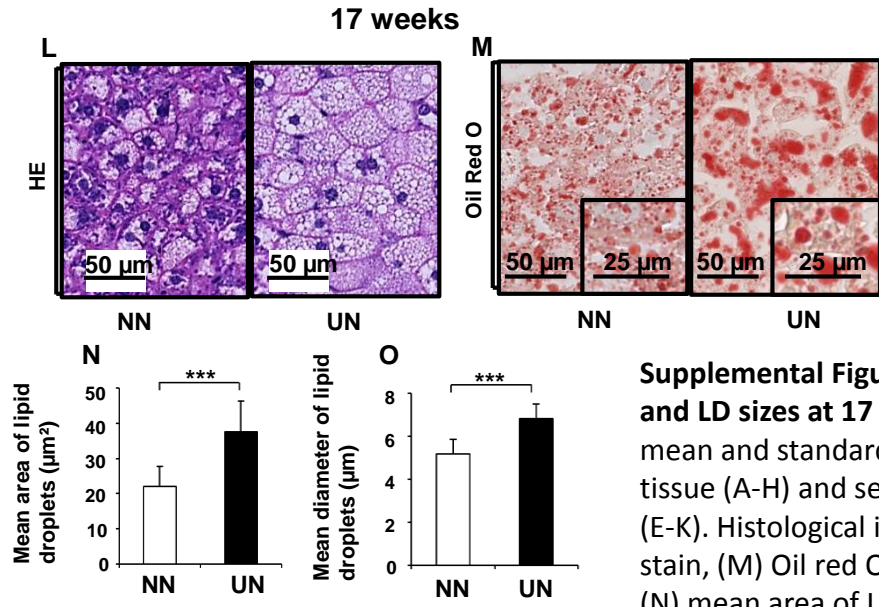 17 weeks
L
M
HE
50 µm
50 µm
NN
UN
Oil Red O
50 µm
25 µm
50 µm
25 µm
NN
UN
N
Mean area of lipid
droplets (µm²)
50
40
30
20
10
0
***
NN
UN
O
Mean diameter of lipid
droplets (µm)
8
6
4
2
0
***
NN
UN
Supplemental Figu
and LD sizes at 17
mean and standard
tissue (A-H) and se
(E-K). Histological i
stain, (M) Oil red O
(N) mean area of L